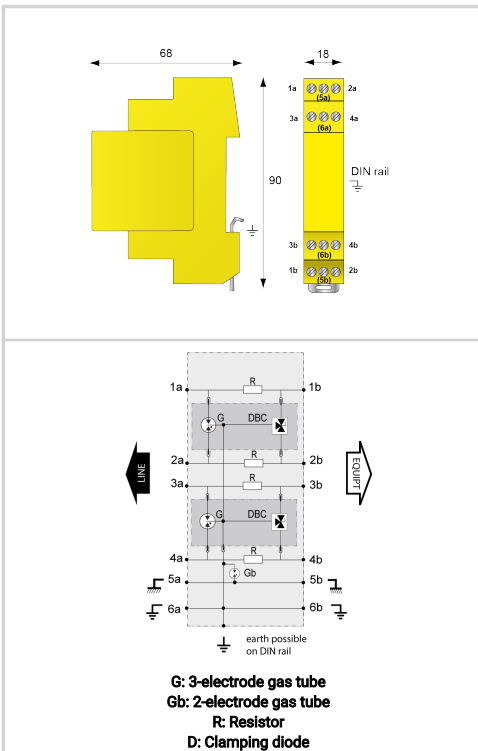 68
18
1a (5a) 2a
3a (6a) 4a
90
DIN rail
3b (6b) 4b
1b (5b) 2b
1a R 1b
G DBC
2a R 2b
LINE
EQUIPT
3a R 3b
G DBC
4a R 4b
Gb
5a 5b
6a 6b
earth possible
on DIN rail
G: 3-electrode gas tube
Gb: 2-electrode gas tube
R: Resistor
D: Clamping diode